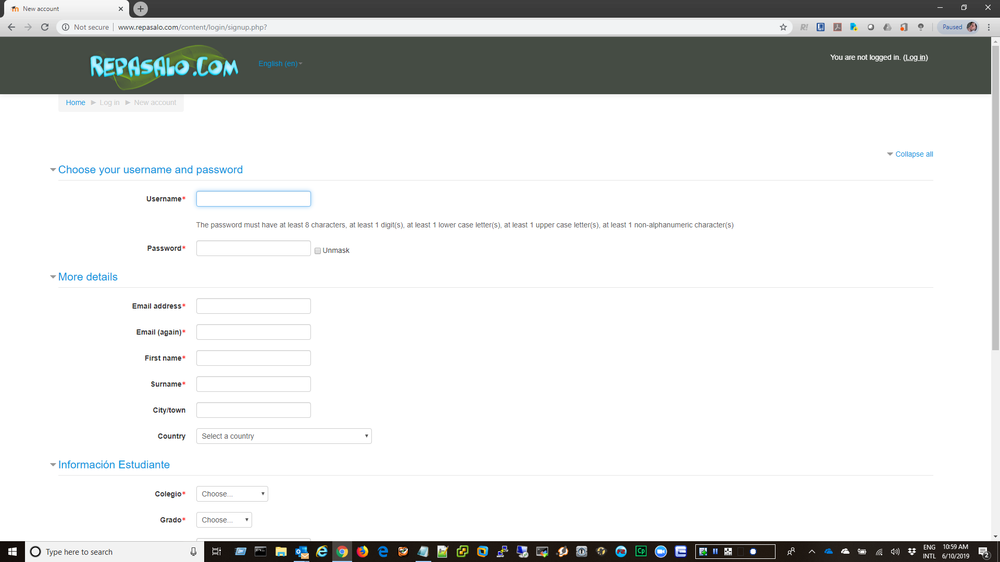 New account
Not secure
www.repasalo.com/content/login/signup.php?
R!
Paused
REPASALO.COM
English (en)
You are not logged in. (Log in)
Home Log in New account
Collapse all
Choose your username and password
Username*
The password must have at least 8 characters, at least 1 digit(s), at least 1 lower case letter(s), at least 1 upper case letter(s), at least 1 non-alphanumeric character(s)
Password*
Unmask
More details
Email address*
Email (again)*
First name*
Surname*
City/town
Country Select a country
Información Estudiante
Colegio* Choose...
Grado* Choose...
Type here to search
Cp
ENG
INTL
10:59 AM
6/10/2019
2